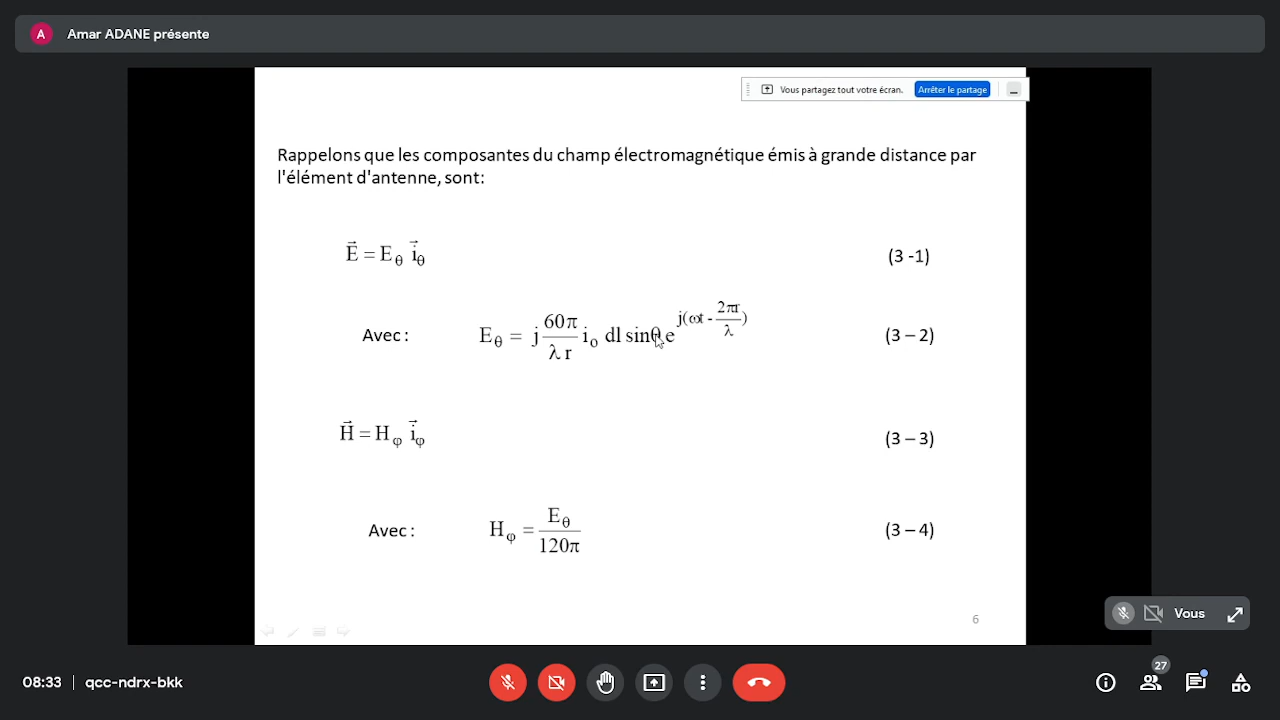 A Amar ADANE présente
Vous partagez tout votre écran. Arrêter le partage
Rappelons que les composantes du champ électromagnétique émis à grande distance par
l'élément d'antenne, sont:
E⃗ = E_θ i⃗_θ (3 -1)
Avec : E_θ = j 60π/(λ r) i_o dl sinθ e^{j(ωt - 2πr/λ)} (3 – 2)
H⃗ = H_φ i⃗_φ (3 – 3)
Avec : H_φ = E_θ/120π (3 – 4)
6
Vous
08:33 | qcc-ndrx-bkk
27